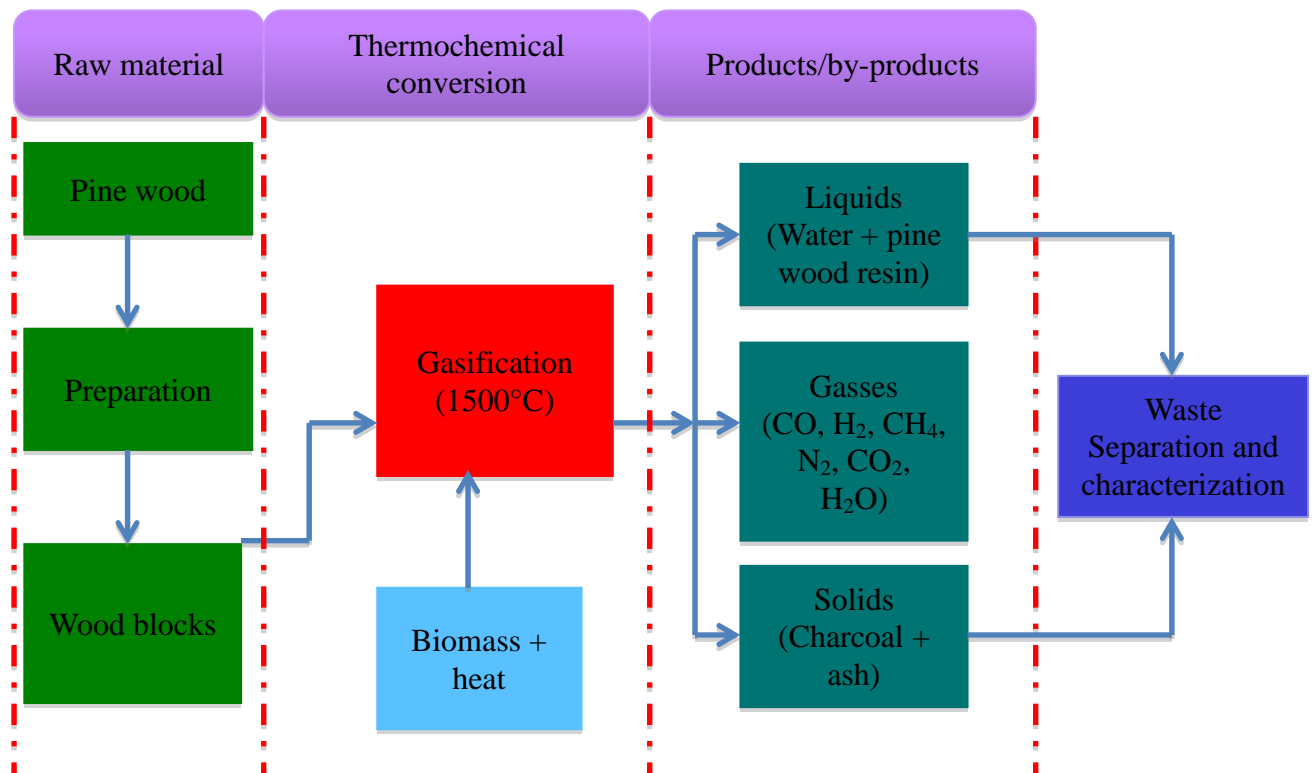 Raw material
Thermochemical
conversion
Products/by-products
Pine wood
Preparation
Wood blocks
Gasification
(1500°C)
Biomass +
heat
Liquids
(Water + pine
wood resin)
Gasses
(CO, H₂, CH₄,
N₂, CO₂,
H₂O)
Solids
(Charcoal +
ash)
Waste
Separation and
characterization